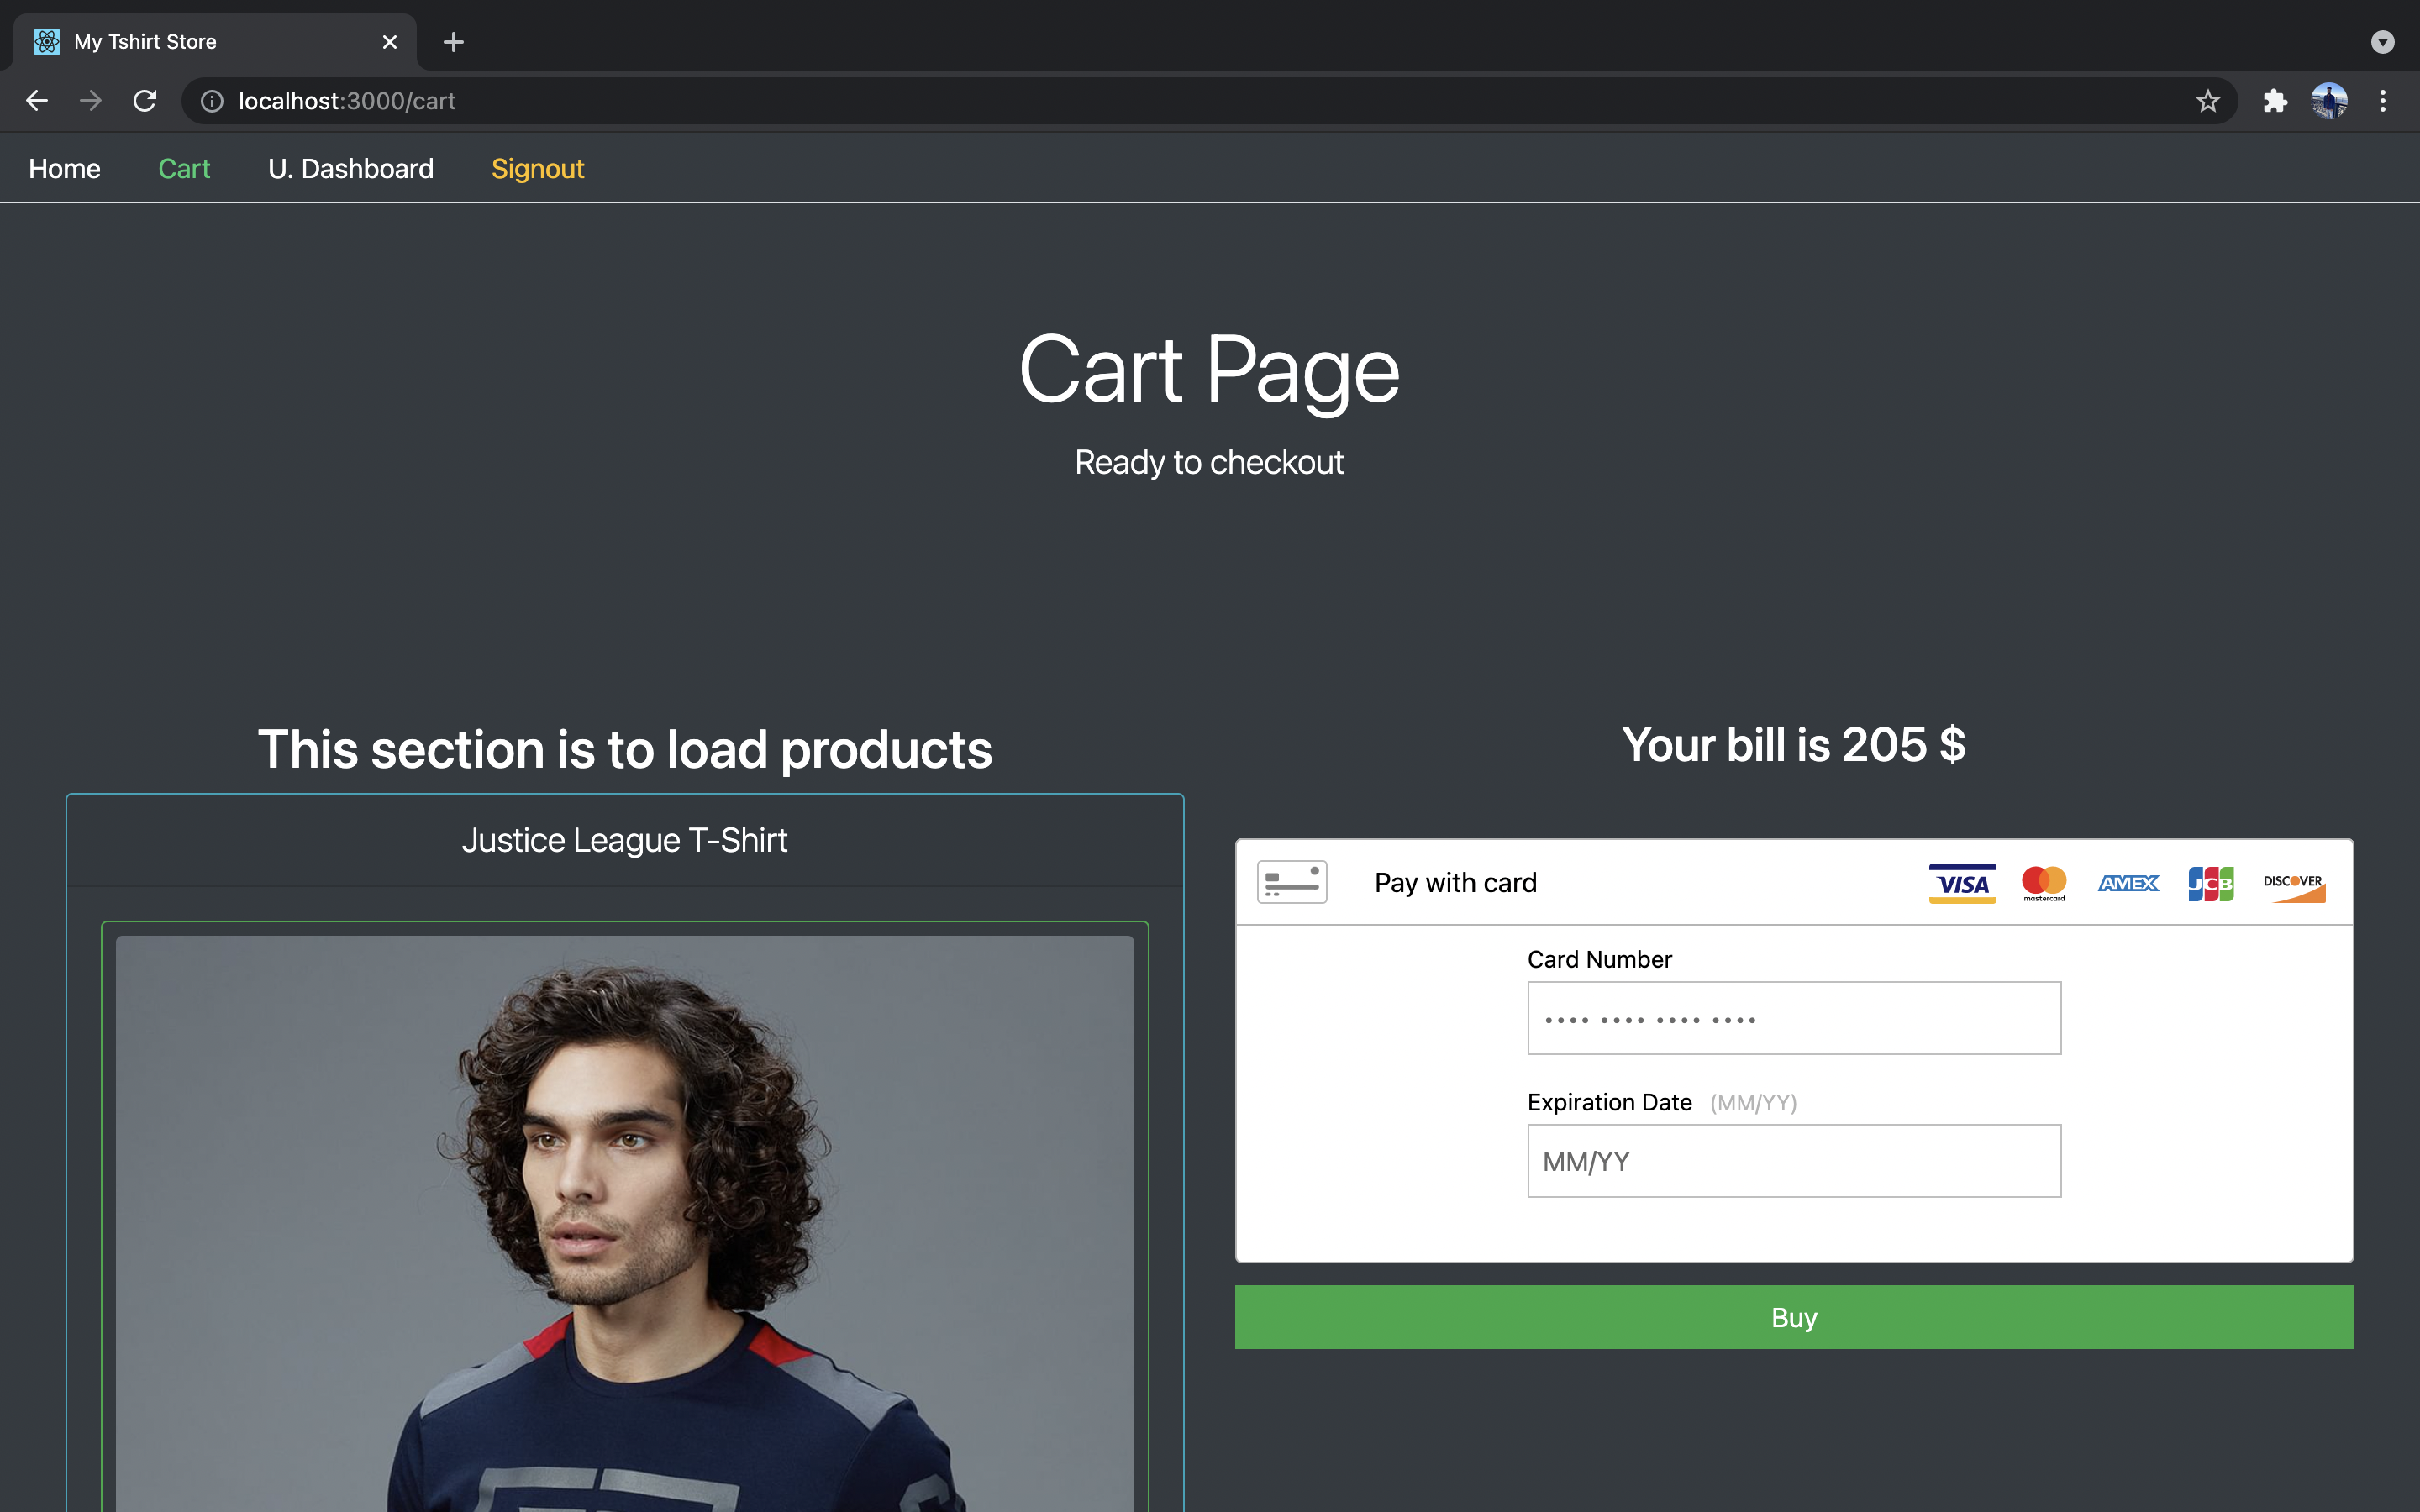 My Tshirt Store
localhost:3000/cart
Home Cart U. Dashboard Signout
Cart Page
Ready to checkout
This section is to load products
Justice League T-Shirt
Your bill is 205 $
Pay with card
VISA mastercard AMEX JCB DISCOVER
Card Number
•••• •••• •••• ••••
Expiration Date (MM/YY)
MM/YY
Buy